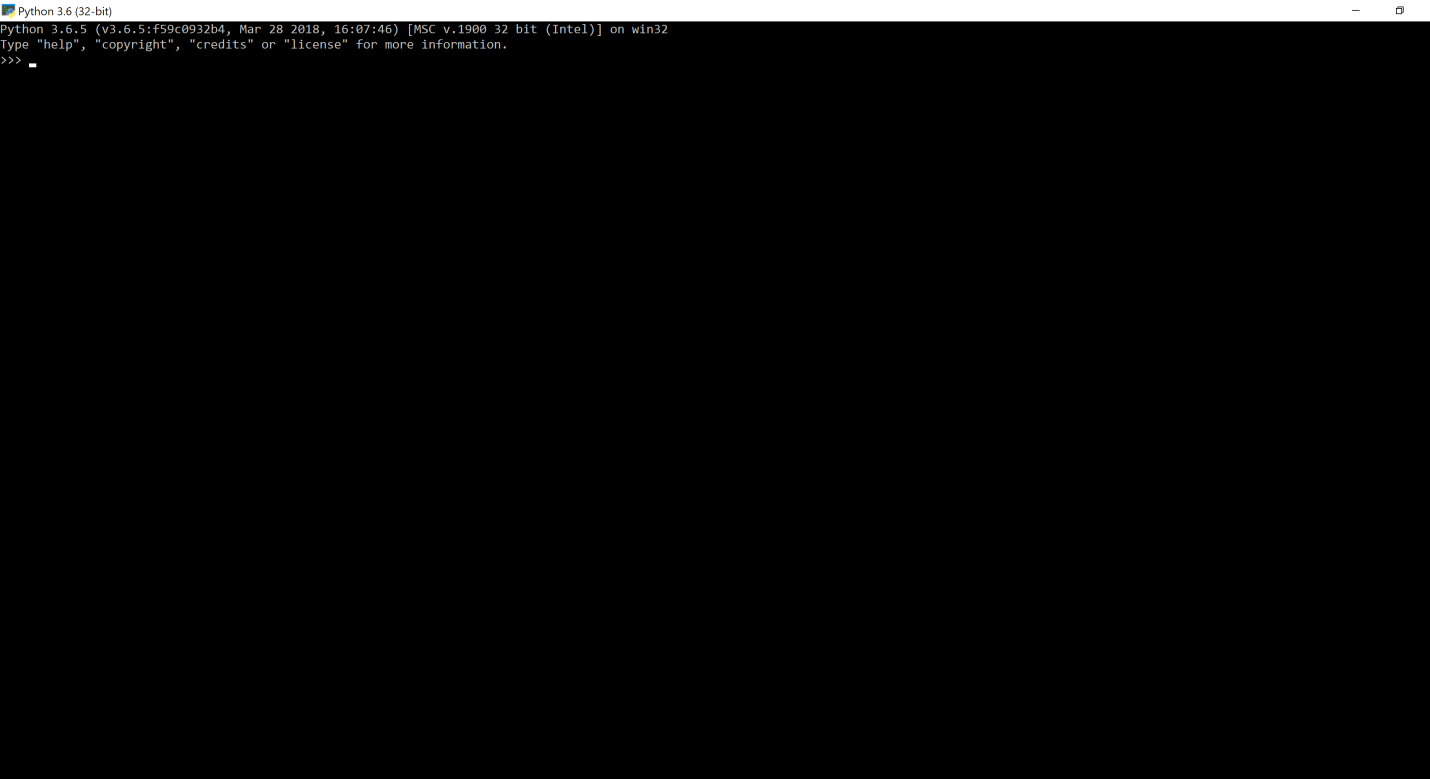 Python 3.6 (32-bit)
Python 3.6.5 (v3.6.5:f59c0932b4, Mar 28 2018, 16:07:46) [MSC v.1900 32 bit (Intel)] on win32
Type "help", "copyright", "credits" or "license" for more information.
>>>